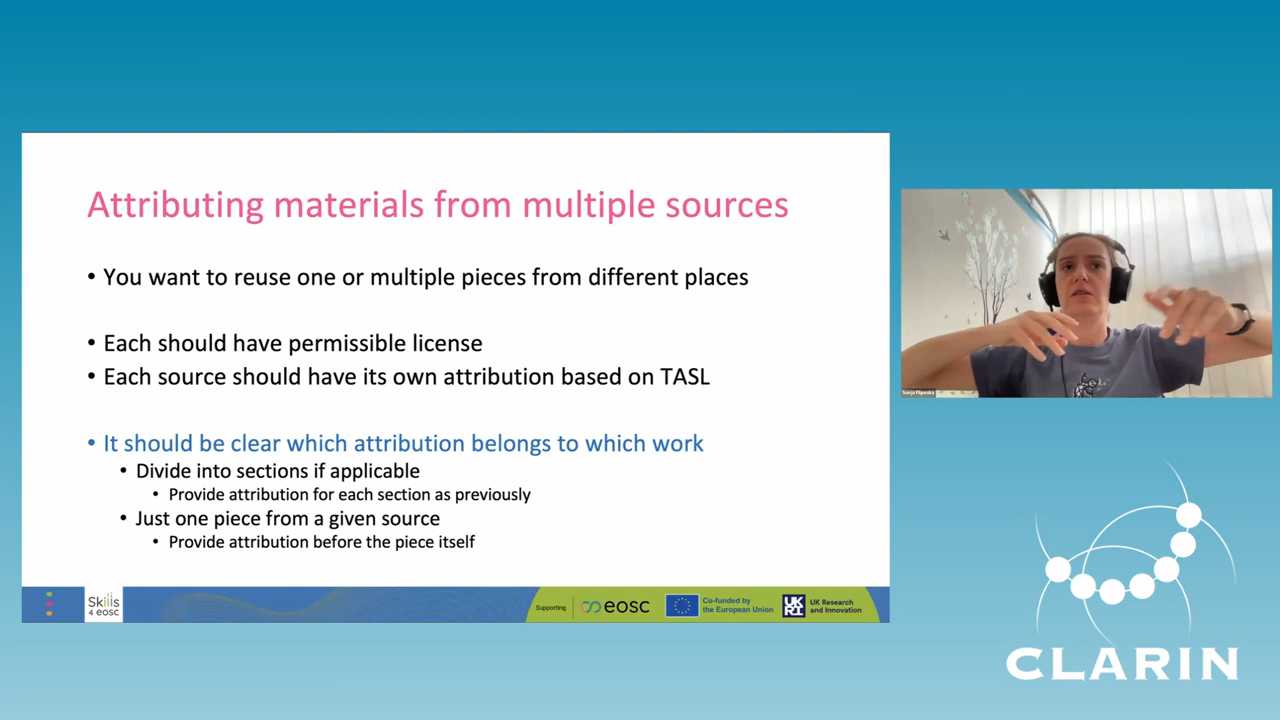 Attributing materials from multiple sources
• You want to reuse one or multiple pieces from different places
• Each should have permissible license
• Each source should have its own attribution based on TASL
• It should be clear which attribution belongs to which work
• Divide into sections if applicable
• Provide attribution for each section as previously
• Just one piece from a given source
• Provide attribution before the piece itself
Skills
4 eosc
Supporting
eosc
Co-funded by
the European Union
UKRI
UK Research
and Innovation
Sonja Filiposka
CLARIN